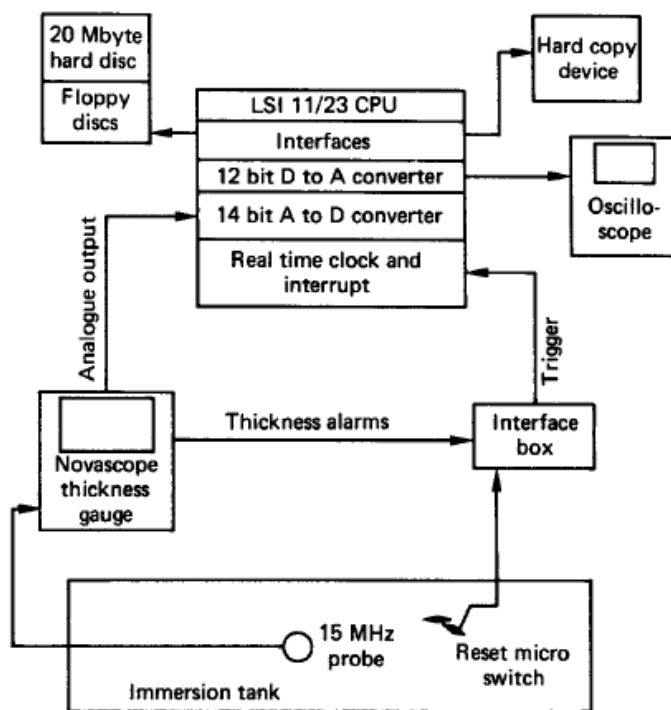 20 Mbyte
hard disc
Floppy
discs
LSI 11/23 CPU
Interfaces
12 bit D to A converter
14 bit A to D converter
Real time clock and
interrupt
Hard copy
device
Oscillo-
scope
Analogue output
Trigger
Novascope
thickness
gauge
Thickness alarms
Interface
box
15 MHz
probe
Reset micro
switch
Immersion tank